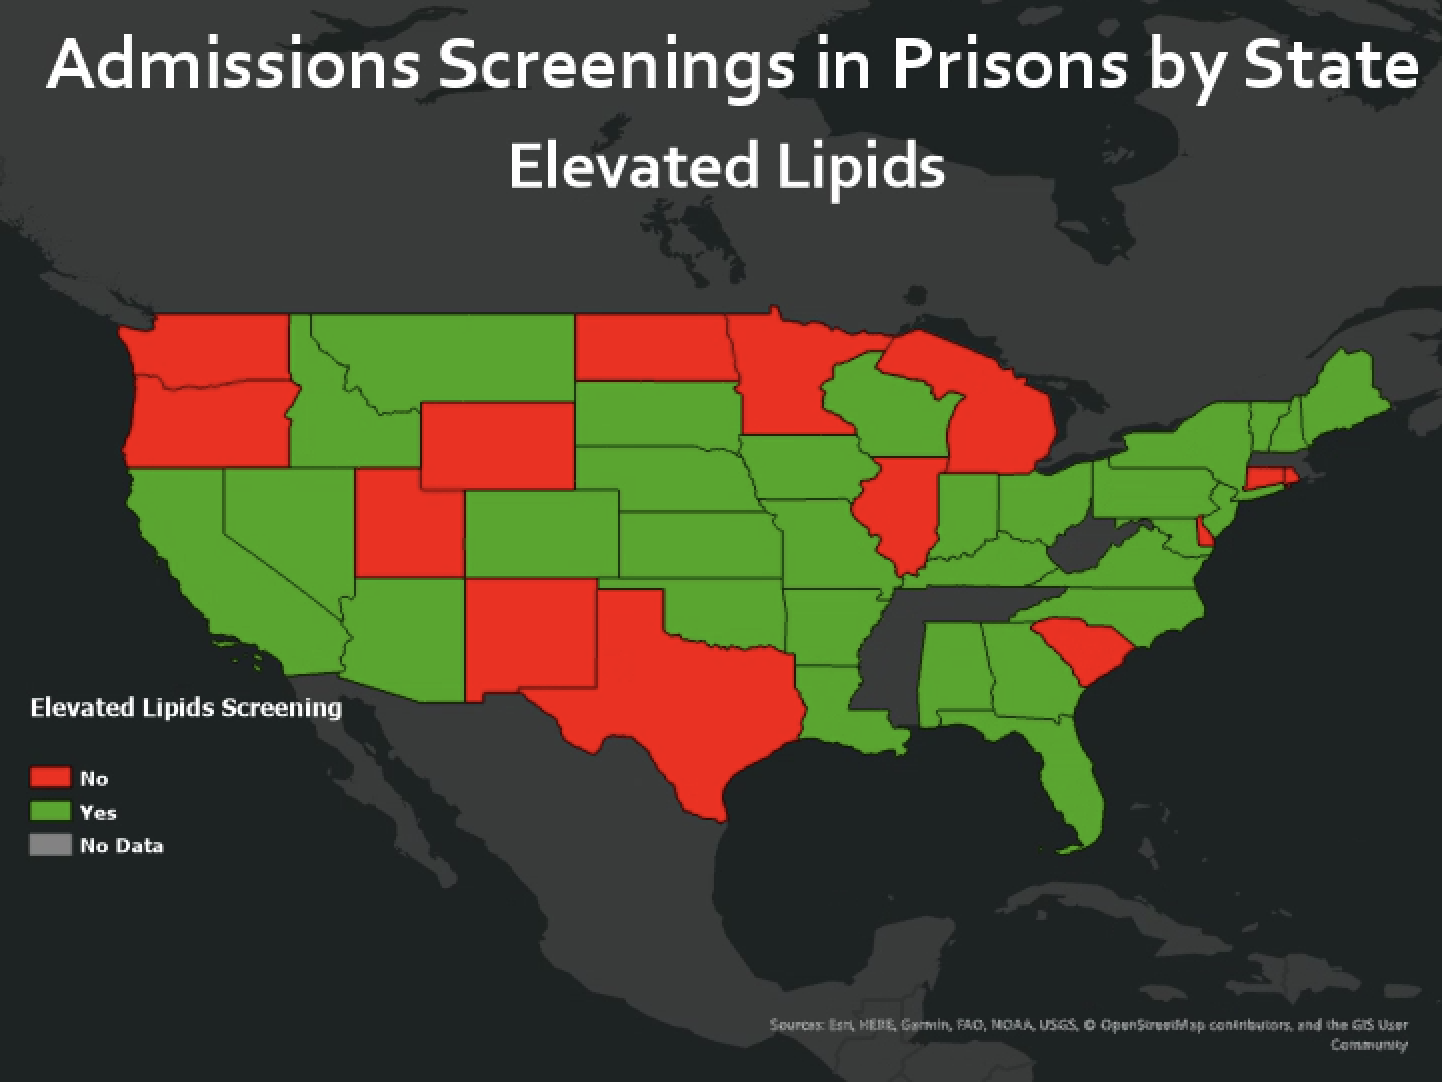 Admissions Screenings in Prisons by State
Elevated Lipids
Elevated Lipids Screening
No
Yes
No Data
Sources: Esri, HERE, Garmin, FAO, NOAA, USGS, © OpenStreetMap contributors, and the GIS User
Community